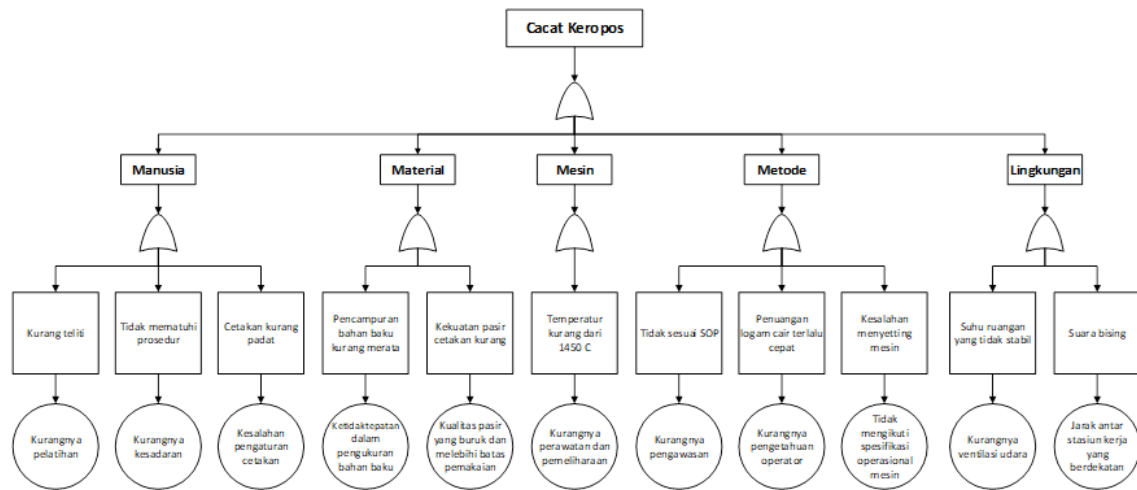 Cacat Keropos
Manusia
Material
Mesin
Metode
Lingkungan
Kurang teliti
Tidak mematuhi
prosedur
Cetakan kurang
padat
Pencampuran
bahan baku
kurang merata
Kekuatan pasir
cetakan kurang
Temperatur
kurang dari
1450 C
Tidak sesuai SOP
Penuangan
logam cair terlalu
cepat
Kesalahan
menyetting
mesin
Suhu ruangan
yang tidak stabil
Suara bising
Kurangnya
pelatihan
Kurangnya
kesadaran
Kesalahan
pengaturan
cetakan
Ketidaktepatan
dalam
pengukuran
bahan baku
Kualitas pasir
yang buruk dan
melebihi batas
pemakaian
Kurangnya
perawatan dan
pemeliharaan
Kurangnya
pengawasan
Kurangnya
pengetahuan
operator
Tidak
mengikuti
spesifikasi
operasional
mesin
Kurangnya
ventilasi udara
Jarak antar
stasiun kerja
yang
berdekatan